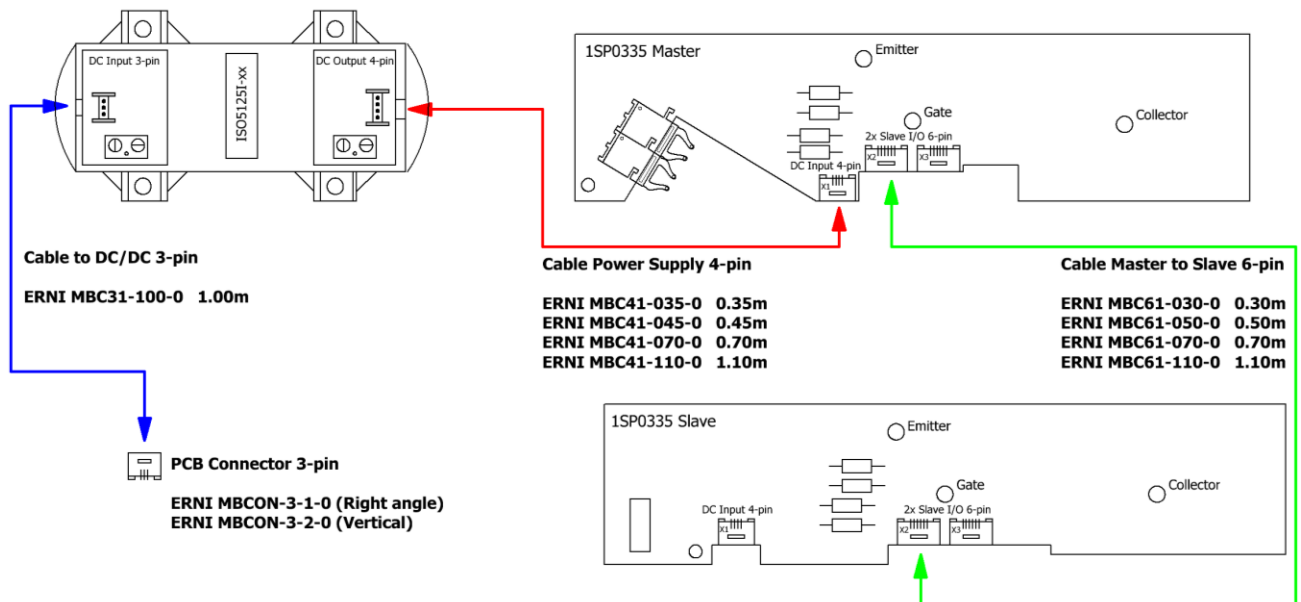 DC Input 3-pin
ISO5125I-xx
DC Output 4-pin
1SP0335 Master
Emitter
Gate
Collector
2x Slave I/O 6-pin
X2
X3
DC Input 4-pin
X1
Cable to DC/DC 3-pin
ERNI MBC31-100-0 1.00m
Cable Power Supply 4-pin
ERNI MBC41-035-0 0.35m
ERNI MBC41-045-0 0.45m
ERNI MBC41-070-0 0.70m
ERNI MBC41-110-0 1.10m
Cable Master to Slave 6-pin
ERNI MBC61-030-0 0.30m
ERNI MBC61-050-0 0.50m
ERNI MBC61-070-0 0.70m
ERNI MBC61-110-0 1.10m
PCB Connector 3-pin
ERNI MBCON-3-1-0 (Right angle)
ERNI MBCON-3-2-0 (Vertical)
1SP0335 Slave
Emitter
Gate
Collector
DC Input 4-pin
X1
2x Slave I/O 6-pin
X2
X3